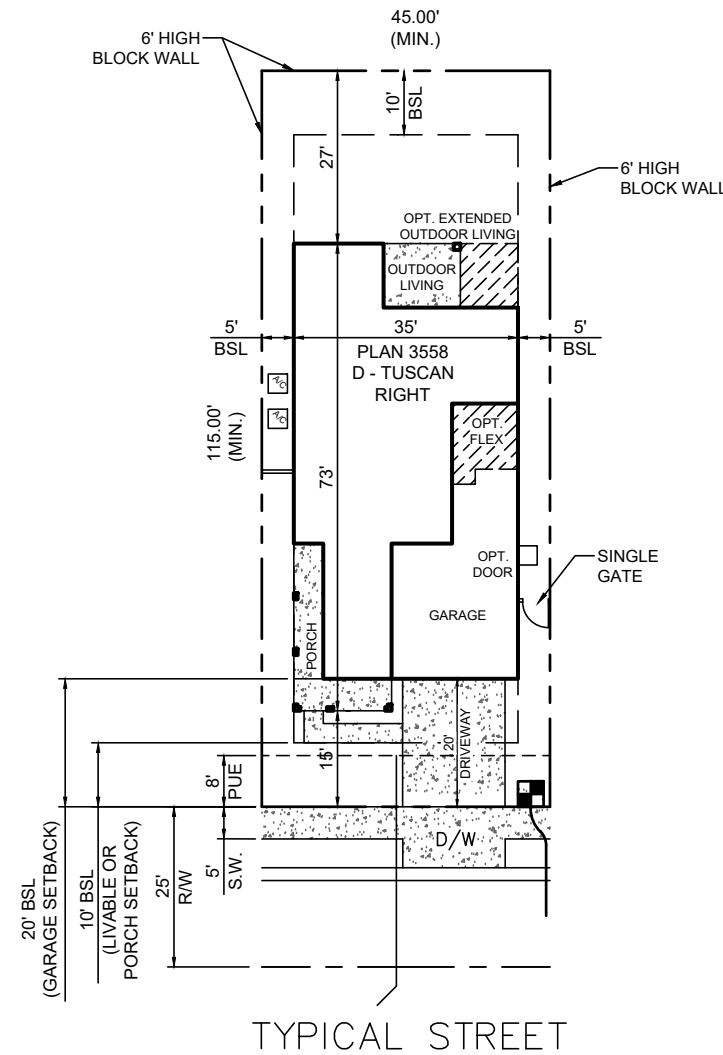 45.00'
(MIN.)
6' HIGH
BLOCK WALL
10'
BSL
27'
6' HIGH
BLOCK WALL
OPT. EXTENDED
OUTDOOR LIVING
OUTDOOR
LIVING
5'
BSL
35'
5'
BSL
PLAN 3558
D - TUSCAN
RIGHT
A/C
A/C
115.00'
(MIN.)
OPT.
FLEX
73'
OPT.
DOOR
SINGLE
GATE
GARAGE
PORCH
DRIVEWAY
20'
15'
8'
PUE
D/W
5'
S.W.
25'
R/W
10' BSL
(LIVABLE OR
PORCH SETBACK)
20' BSL
(GARAGE SETBACK)
TYPICAL STREET